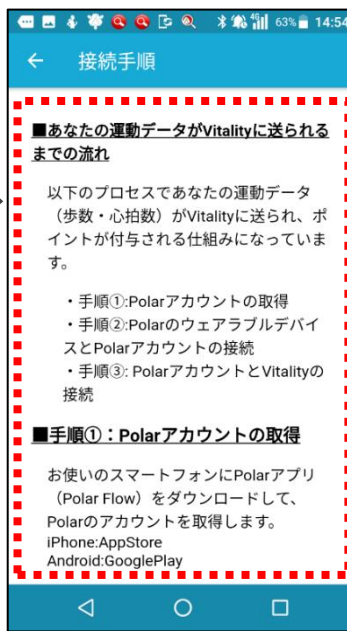 4G 63% 14:54
接続手順
■あなたの運動データがVitalityに送られる
までの流れ
以下のプロセスであなたの運動データ
（歩数・心拍数）がVitalityに送られ、ポ
イントが付与される仕組みになっていま
す。
・手順①:Polarアカウントの取得
・手順②:Polarのウェアラブルデバイ
スとPolarアカウントの接続
・手順③: PolarアカウントとVitalityの
接続
■手順①：Polarアカウントの取得
お使いのスマートフォンにPolarアプリ
（Polar Flow）をダウンロードして、
Polarのアカウントを取得します。
iPhone:AppStore
Android:GooglePlay